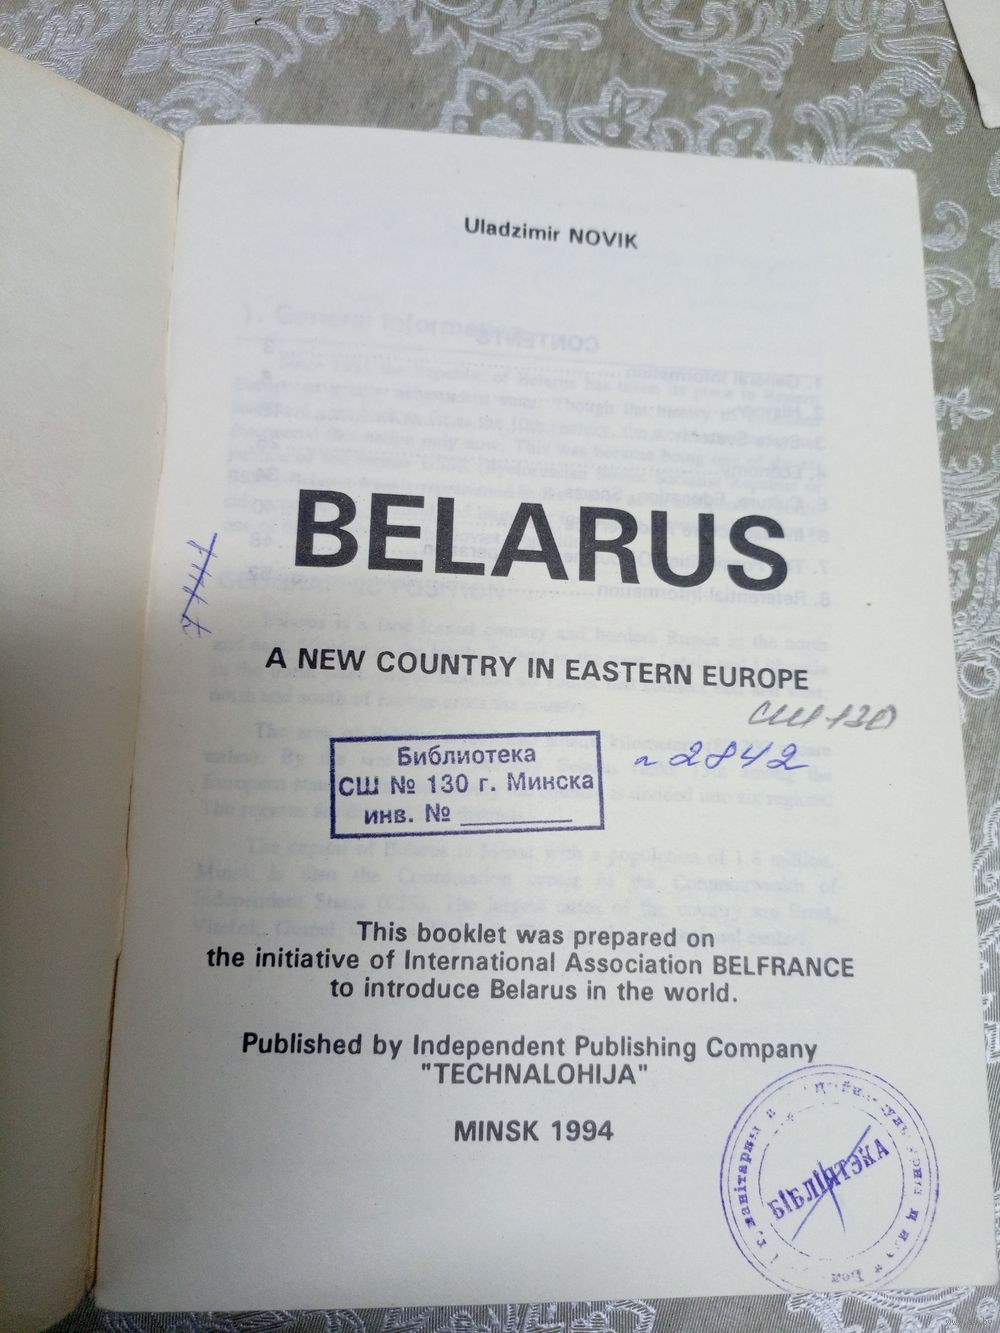 Uladzimir NOVIK
BELARUS
A NEW COUNTRY IN EASTERN EUROPE
СШ 130
л 2842
Библиотека
СШ № 130 г. Минска
инв. №
This booklet was prepared on
the initiative of International Association BELFRANCE
to introduce Belarus in the world.
Published by Independent Publishing Company
"TECHNALOHIJA"
MINSK 1994
БІБЛІЯТЭКА